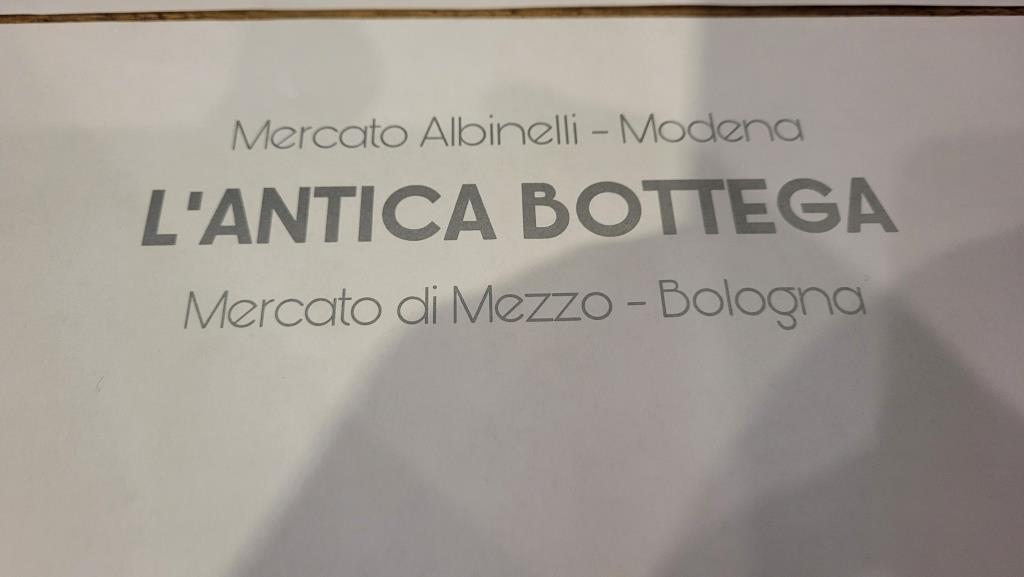 Mercato Albinelli - Modena
L'ANTICA BOTTEGA
Mercato di Mezzo - Bologna